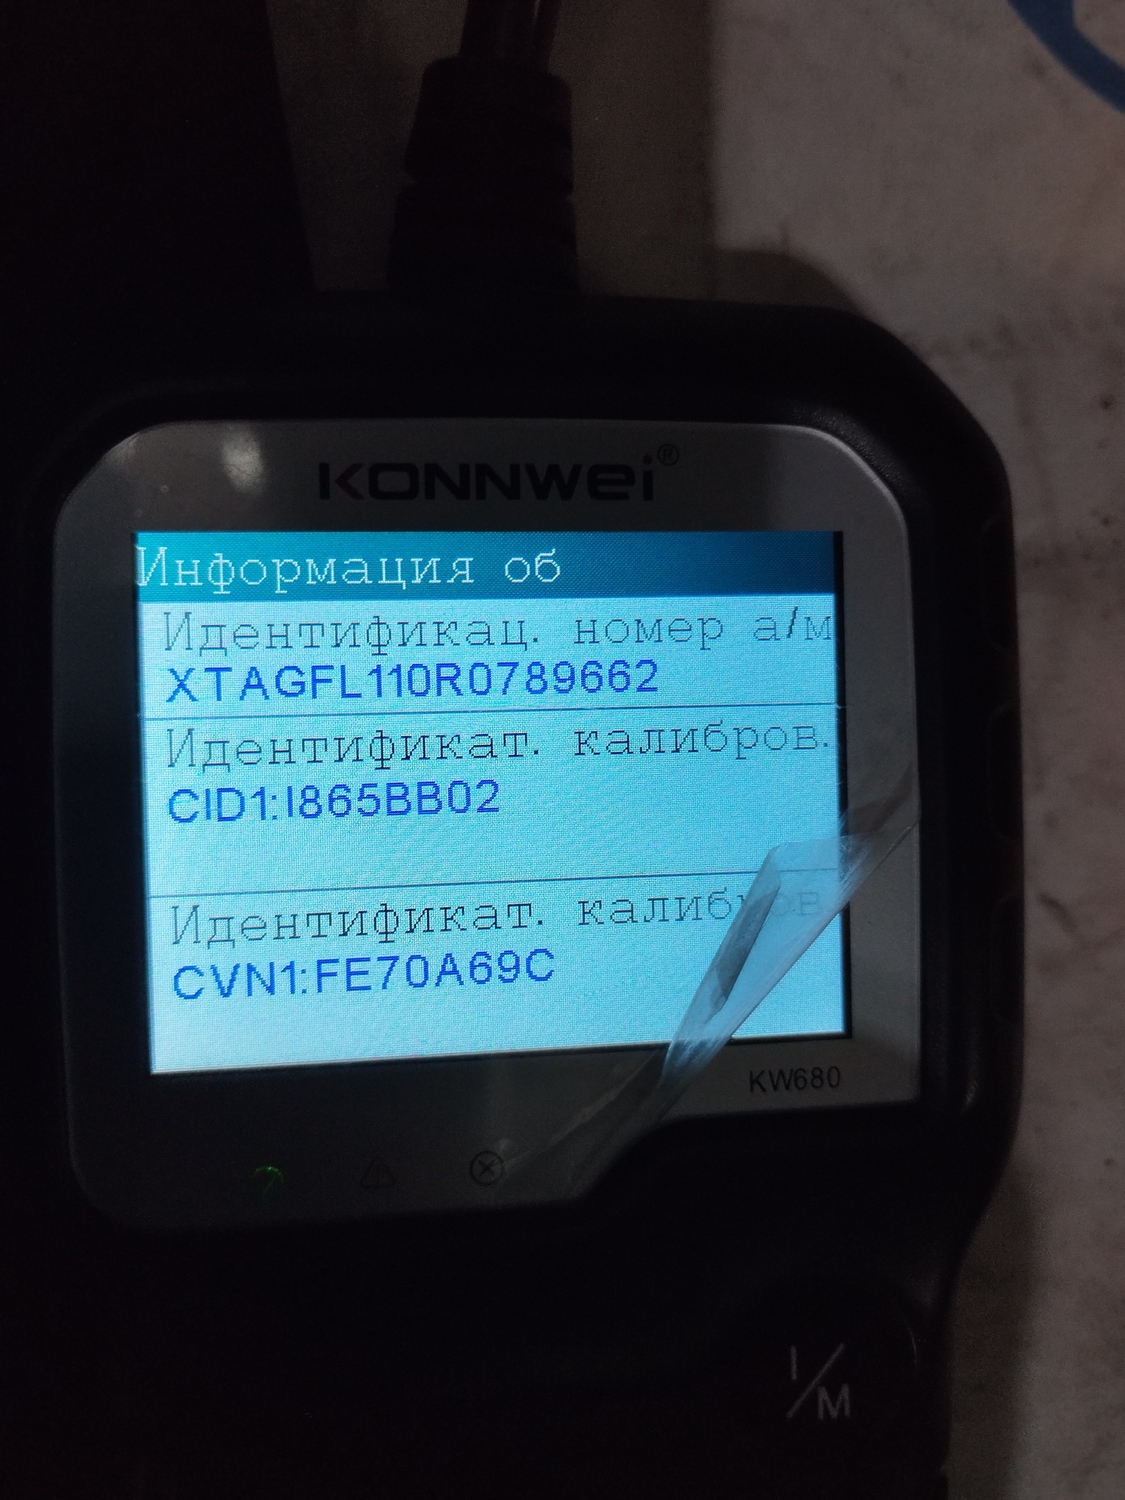 KONNWEI®
Информация об
Идентификац. номер а/м
XTAGFL110R0789662
Идентификат. калибров.
CID1:I865BB02
Идентификат. калибров.
CVN1:FE70A69C
KW680
I/M